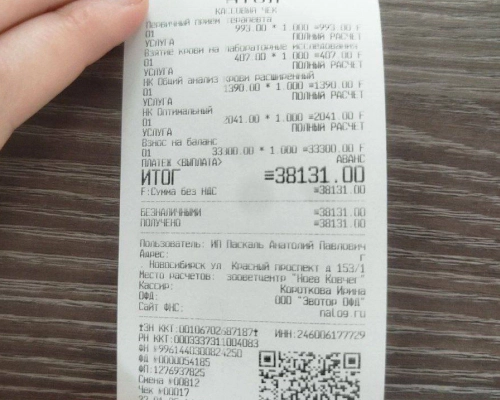 КАССОВЫЙ ЧЕК
Первичный прием терапевта
993.00 * 1.000 =993.00 F
01 ПОЛНЫЙ РАСЧЕТ
УСЛУГА
Взятие крови на лабораторные исследования
407.00 * 1.000 =407.00 F
01 ПОЛНЫЙ РАСЧЕТ
УСЛУГА
НК Общий анализ крови расширенный
1390.00 * 1.000 =1390.00 F
01 ПОЛНЫЙ РАСЧЕТ
УСЛУГА
НК Оптимальный
2041.00 * 1.000 =2041.00 F
01 ПОЛНЫЙ РАСЧЕТ
УСЛУГА
Взнос на баланс
33300.00 * 1.000 =33300.00 F
01 АВАНС
ПЛАТЕЖ <ВЫПЛАТА>
ИТОГ =38131.00
F:Сумма без НДС =38131.00
БЕЗНАЛИЧНЫМИ =38131.00
ПОЛУЧЕНО =38131.00
Пользователь: ИП Паскаль Анатолий Павлович
Адрес: г
. Новосибирск ул Красный проспект д 153/1
Место расчетов: зооветцентр "Ноев Ковчег"
Кассир: Короткова Ирина
ОФД: ООО "Эвотор ОФД"
Сайт ФНС: nalog.ru
ИНН:246006177729
РН ККТ:0003337311004083
ФД №0000054185
ФП:1276937825
Смена №00812
Чек №00017